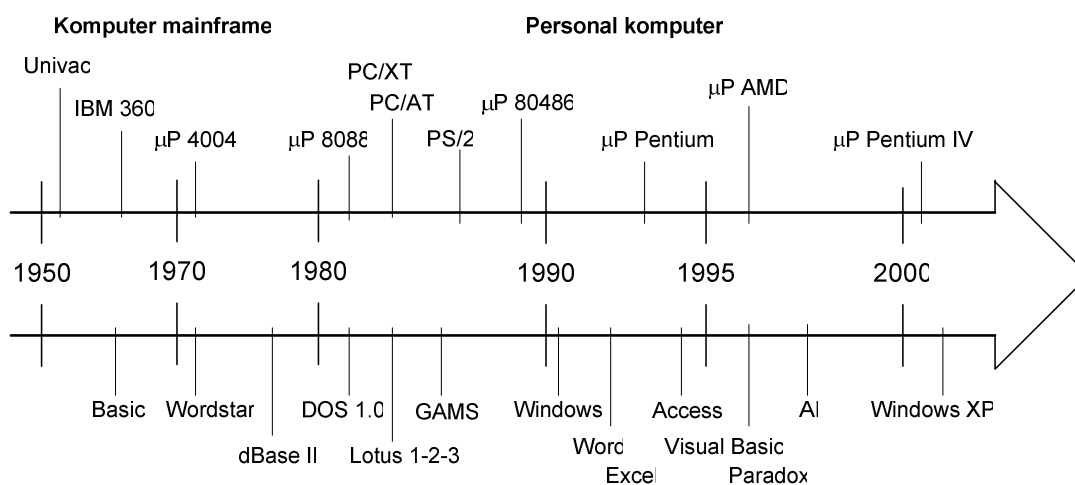 Komputer mainframe
Personal komputer
Univac
PC/XT
IBM 360
PC/AT
μP 80486
μP AMD
μP 4004
μP 8088
PS/2
μP Pentium
μP Pentium IV
1950
1970
1980
1990
1995
2000
Basic
Wordstar
DOS 1.0
GAMS
Windows
Access
AI
Windows XP
dBase II
Lotus 1-2-3
Word
Visual Basic
Excel
Paradox